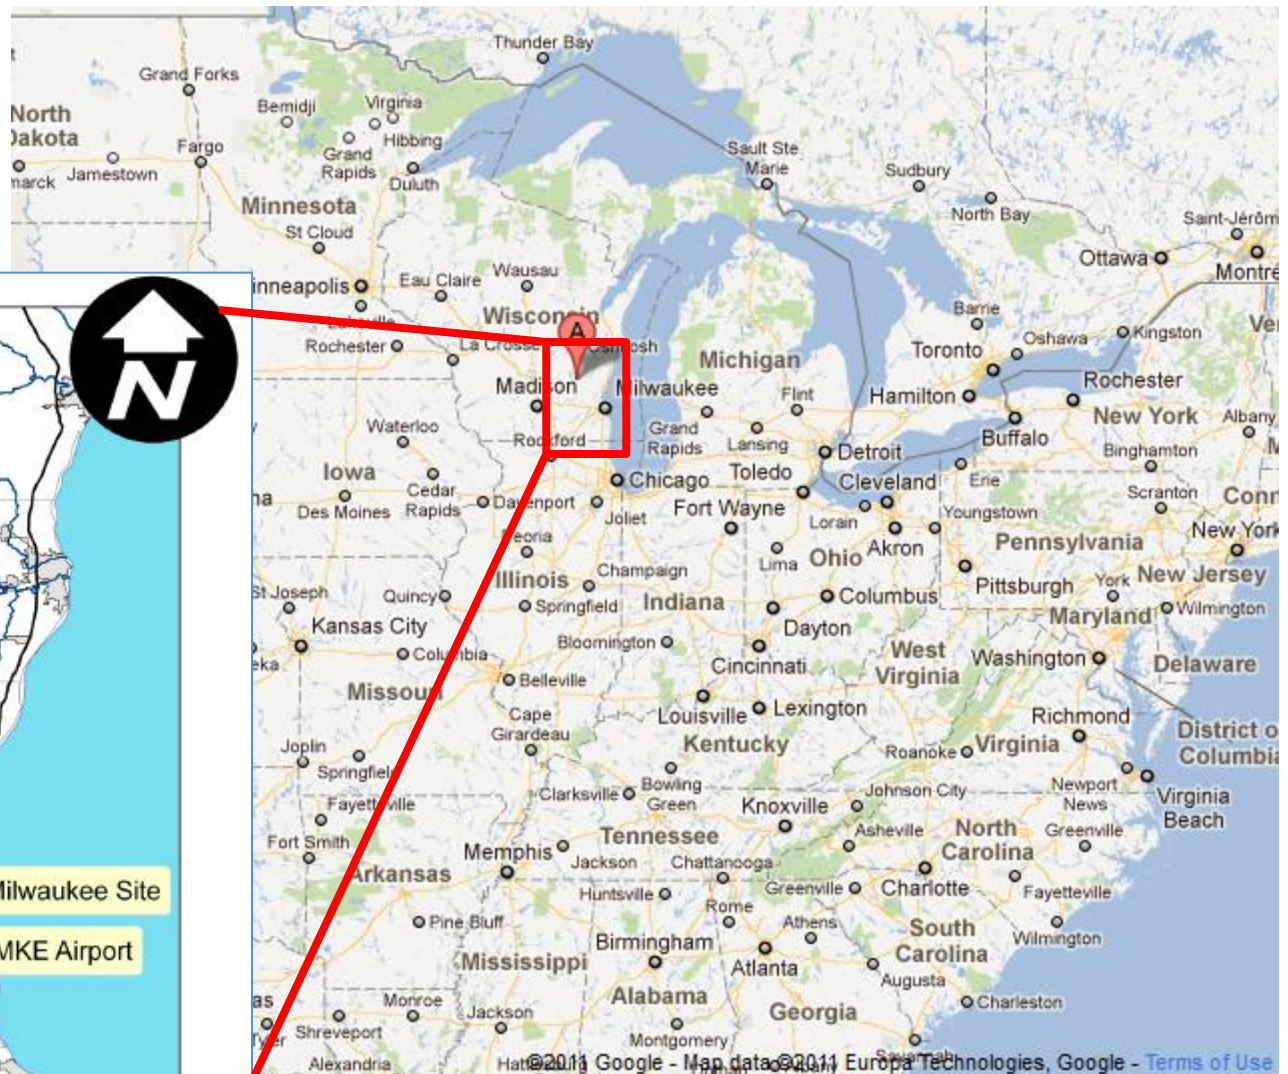 Thunder Bay
Grand Forks
Bemidji
Virginia
North
Dakota
Hibbing
Fargo
Grand
Rapids
Sault Ste
Marie
Sudbury
Jamestown
Duluth
Minnesota
North Bay
St Cloud
Ottawa
Wausau
Eau Claire
Wisconsin
A
N
Barrie
Kingston
Oshawa
Rochester
La Crosse
Michigan
Toronto
Madison
Milwaukee
Flint
Hamilton
Rochester
New York
Albany
Waterloo
Grand
Rapids
Lansing
Buffalo
Binghamton
Rockford
Detroit
Iowa
Chicago
Toledo
Cleveland
Erie
Cedar
Rapids
Davenport
Scranton
Des Moines
Joliet
Fort Wayne
Lorain
Youngstown
Akron
Pennsylvania
New York
Peoria
Lima
Ohio
Illinois
Champaign
Pittsburgh
York
New Jersey
St Joseph
Quincy
Springfield
Indiana
Columbus
Maryland
Wilmington
Kansas City
Dayton
Columbia
Bloomington
Cincinnati
West
Virginia
Washington
Delaware
Missouri
Belleville
Louisville
Lexington
Cape
Girardeau
Richmond
Kentucky
Roanoke
Virginia
Joplin
Springfield
Bowling
Green
Newport
News
Clarksville
Johnson City
Virginia
Beach
Fayetteville
Knoxville
Tennessee
Asheville
North
Carolina
Greenville
Fort Smith
Memphis
Jackson
Chattanooga
Arkansas
Huntsville
Greenville
Charlotte
Fayetteville
Milwaukee Site
Rome
Pine Bluff
Athens
South
Carolina
Wilmington
MKE Airport
Birmingham
Atlanta
Mississippi
Augusta
Alabama
Georgia
Charleston
Monroe
Jackson
Shreveport
Tyler
Montgomery
Savannah
Alexandria
©2011 Google - Map data ©2011 Europa Technologies, Google - Terms of Use